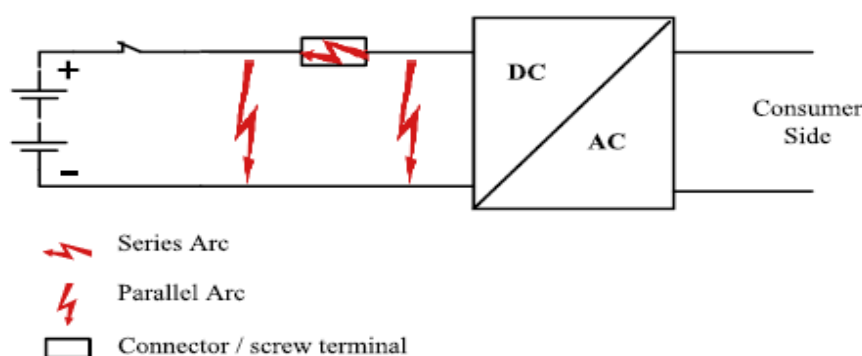 +
DC
Consumer
Side
AC
–
Series Arc
Parallel Arc
Connector / screw terminal